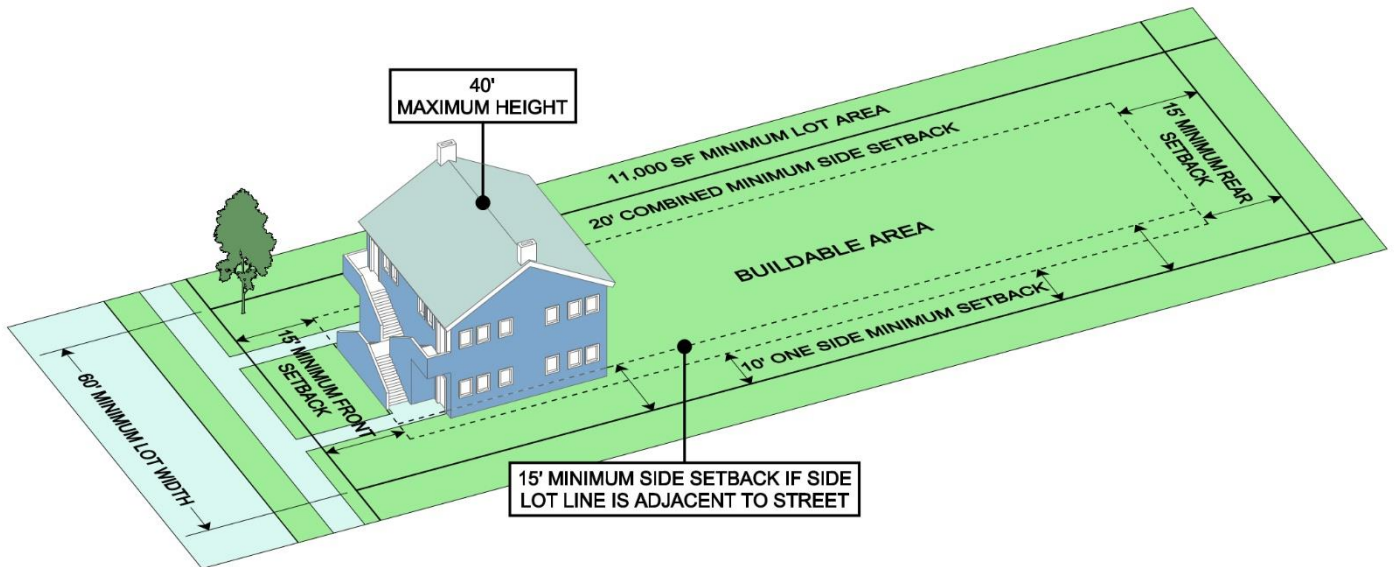 40'
MAXIMUM HEIGHT
11,000 SF MINIMUM LOT AREA
20' COMBINED MINIMUM SIDE SETBACK
15' MINIMUM REAR
SETBACK
BUILDABLE AREA
10' ONE SIDE MINIMUM SETBACK
15' MINIMUM FRONT
SETBACK
60' MINIMUM LOT WIDTH
15' MINIMUM SIDE SETBACK IF SIDE
LOT LINE IS ADJACENT TO STREET